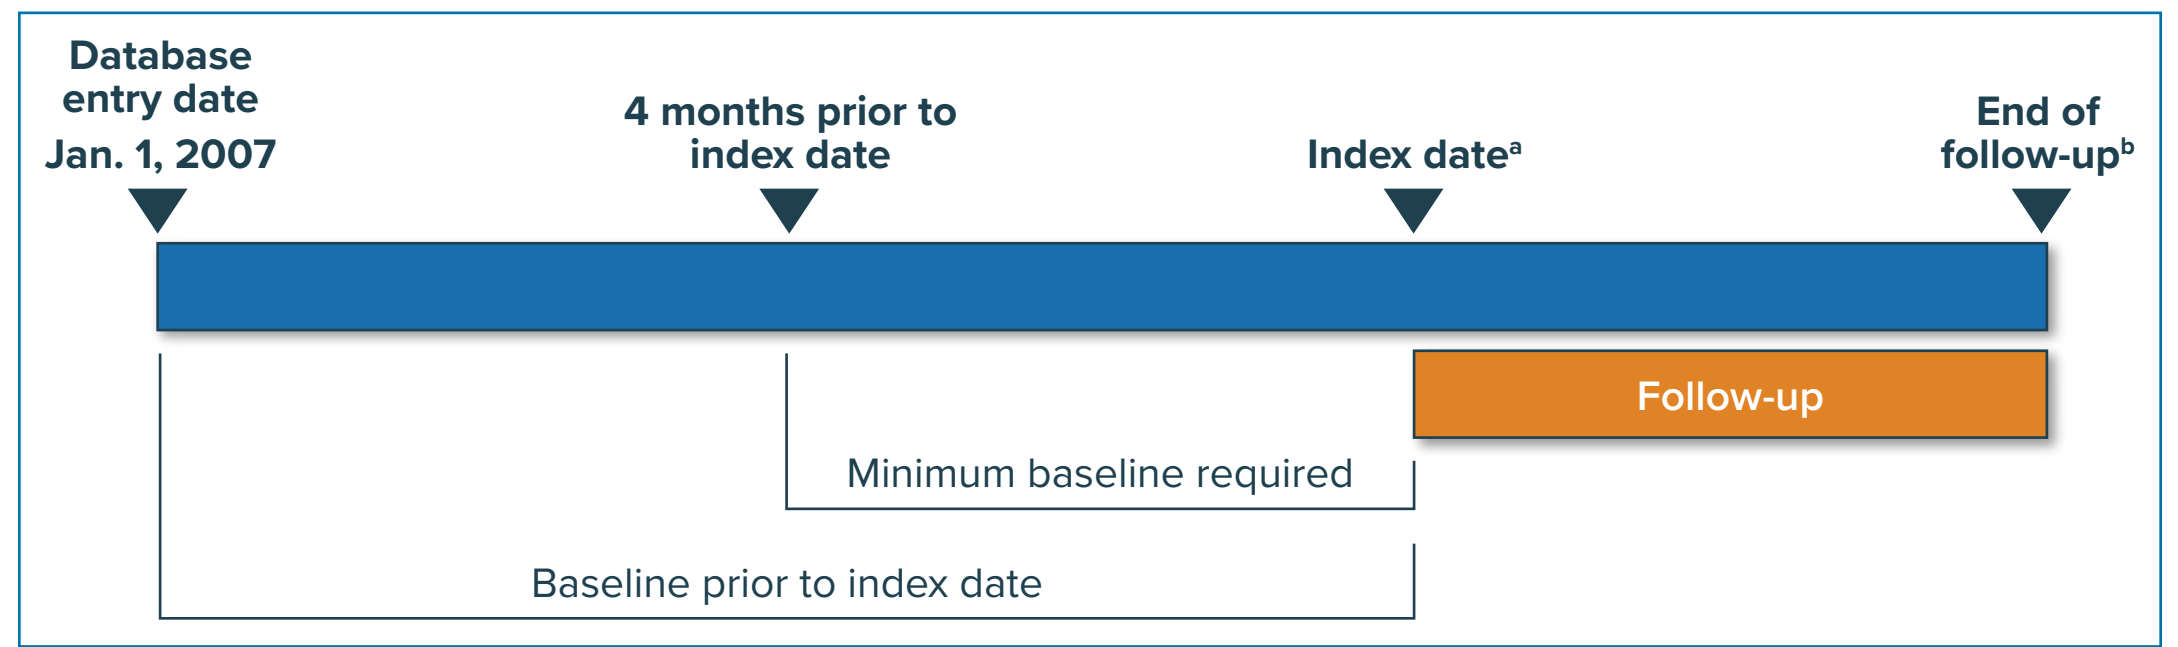 Database
entry date
Jan. 1, 2007
4 months prior to
index date
Index dateᵃ
End of
follow-upᵇ
Follow-up
Minimum baseline required
Baseline prior to index date